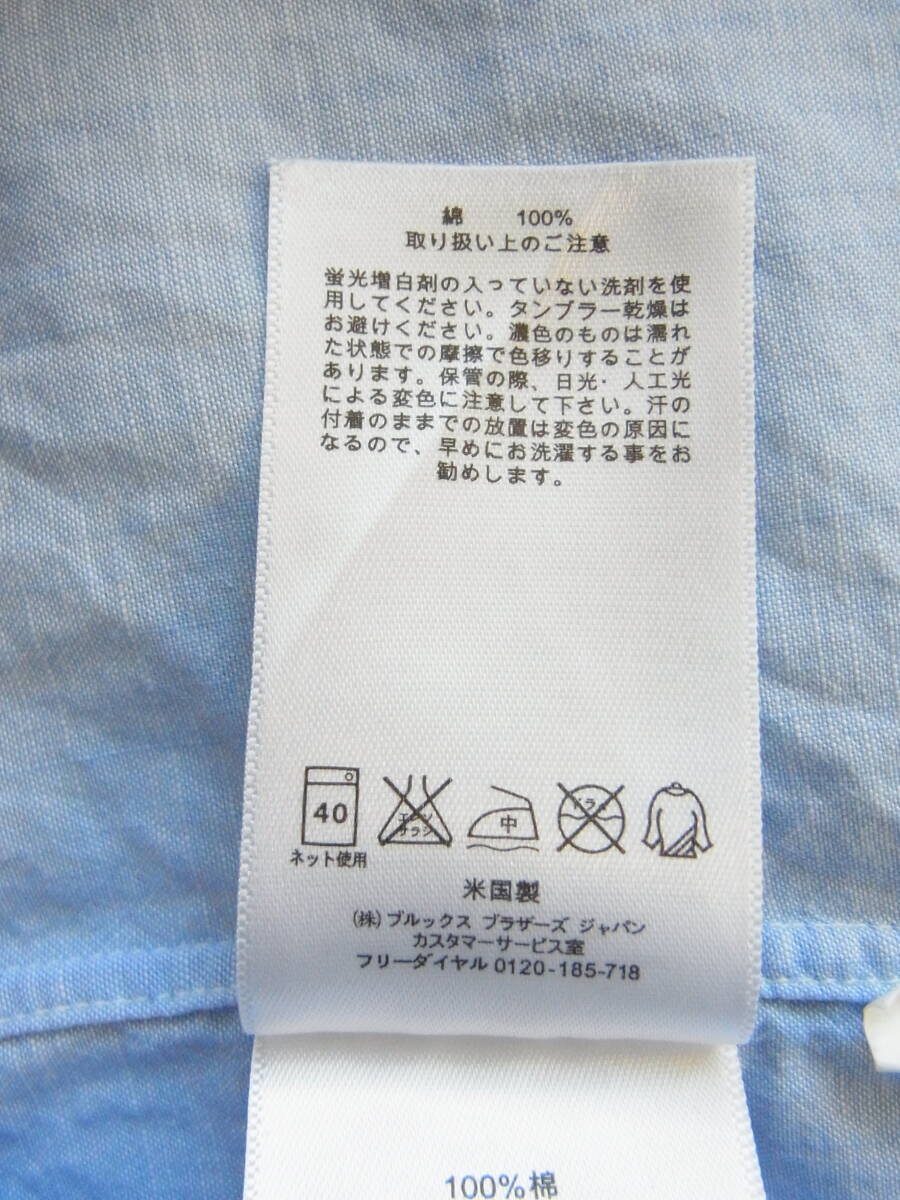 綿 100%
取り扱い上のご注意
蛍光増白剤の入っていない洗剤を使
用してください。タンブラー乾燥は
お避けください。濃色のものは濡れ
た状態での摩擦で色移りすることが
あります。保管の際、日光・人工光
による変色に注意して下さい。汗の
付着のままでの放置は変色の原因に
なるので、早めにお洗濯する事をお
勧めします。
40
エンソ
サラシ
中
ドライ
ネット使用
米国製
(株)ブルックス ブラザーズ ジャパン
カスタマーサービス室
フリーダイヤル 0120-185-718
100%棉